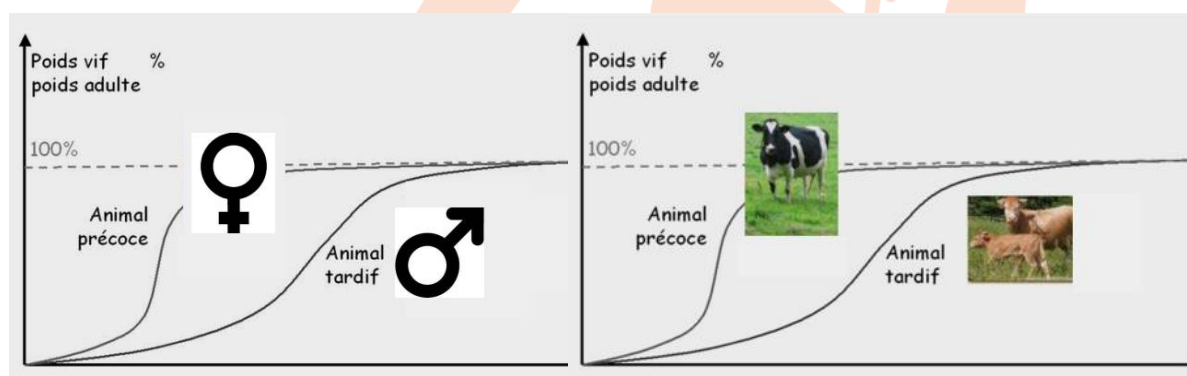 Poids vif %
poids adulte
100%
Animal
précoce
Animal
tardif
Poids vif %
poids adulte
100%
Animal
précoce
Animal
tardif